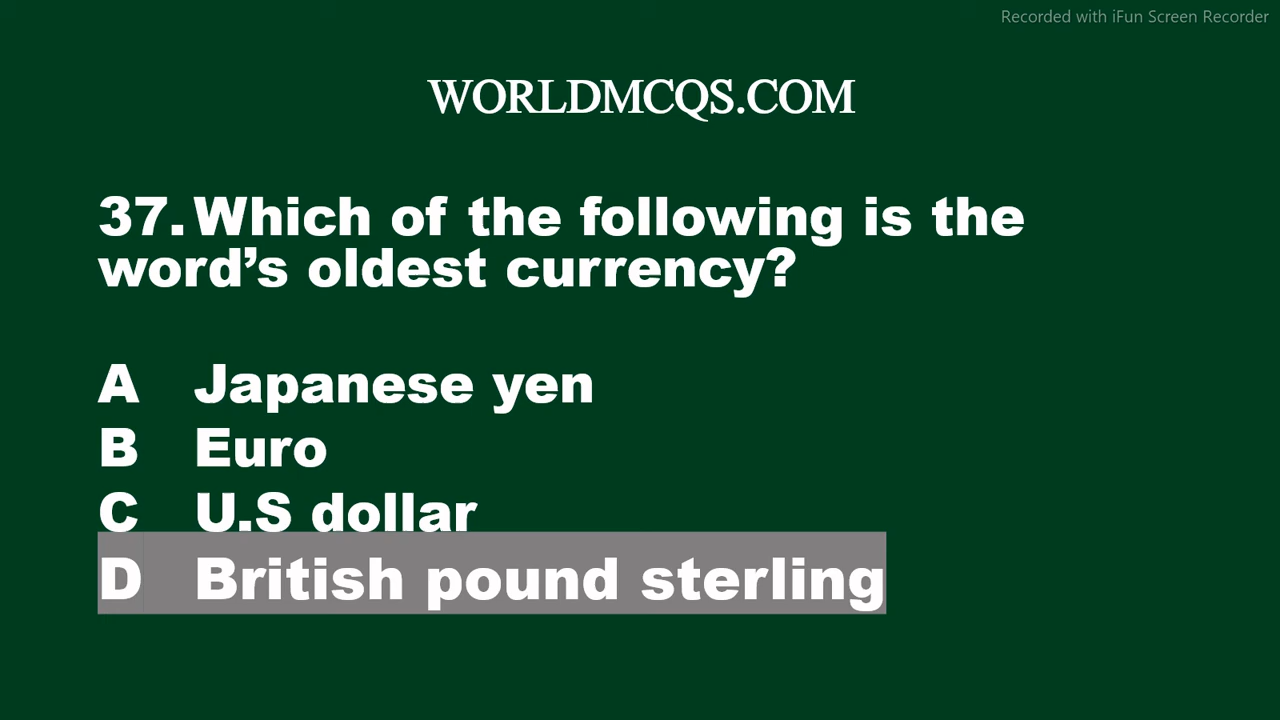 Recorded with iFun Screen Recorder
WORLDMCQS.COM
37. Which of the following is the
word’s oldest currency?
A Japanese yen
B Euro
C U.S dollar
D British pound sterling